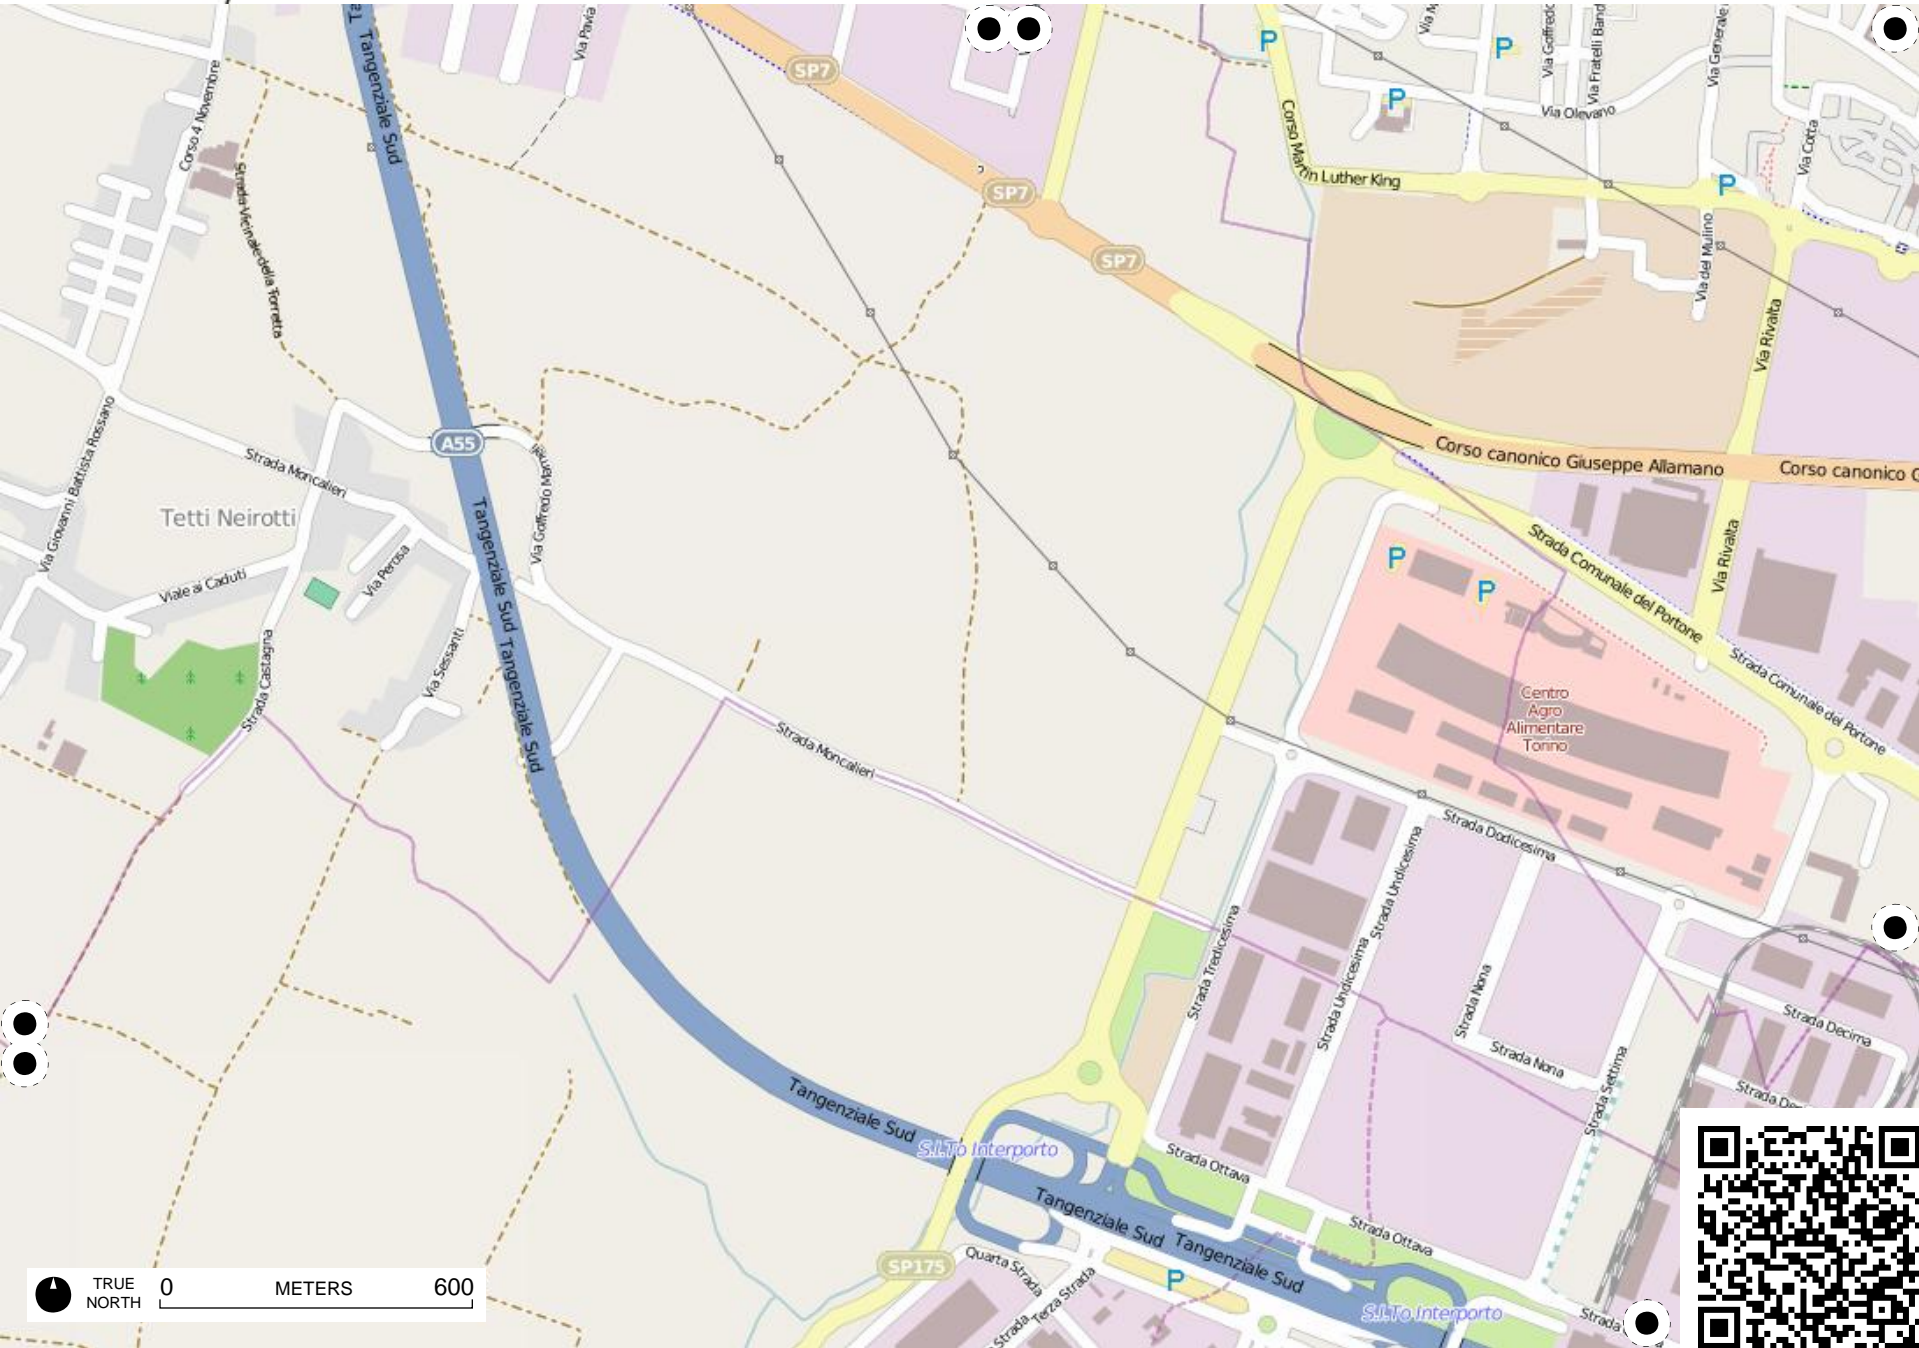 Tangenziale Sud
Via Pavia
SP7
P
P
Via Goffredo
Via Fratelli Band
Via Generale
Corso 4 Novembre
P
Via Olevano
Via Cotta
Corso Martin Luther King
P
SP7
Strada Vicinale della Torretta
SP7
Via del Mulino
Via Rivalta
Via Giovanni Battista Rossano
A55
Strada Moncalieri
Via Goffredo Mameli
Corso canonico Giuseppe Allamano
Corso canonico G
Tetti Neirotti
Tangenziale Sud
Via Perosa
Viale ai Caduti
P
P
Strada Comunale del Portone
Via Rivalta
Via Sessanti
Strada Castagna
Tangenziale Sud
Strada Moncalieri
Centro
Agro
Alimentare
Torino
Strada Comunale del Portone
Strada Dodicesima
Strada Undicesima
Strada Tredicesima
Strada Undicesima
Strada Nona
Strada Nona
Strada Decima
Strada Settima
Tangenziale Sud
S.I.To Interporto
Strada Ottava
Tangenziale Sud
Tangenziale Sud
Strada Ottava
SP175
Quarta Strada
Terza Strada
Strada
P
S.I.To Interporto
Strada
TRUE
NORTH
0 METERS 600